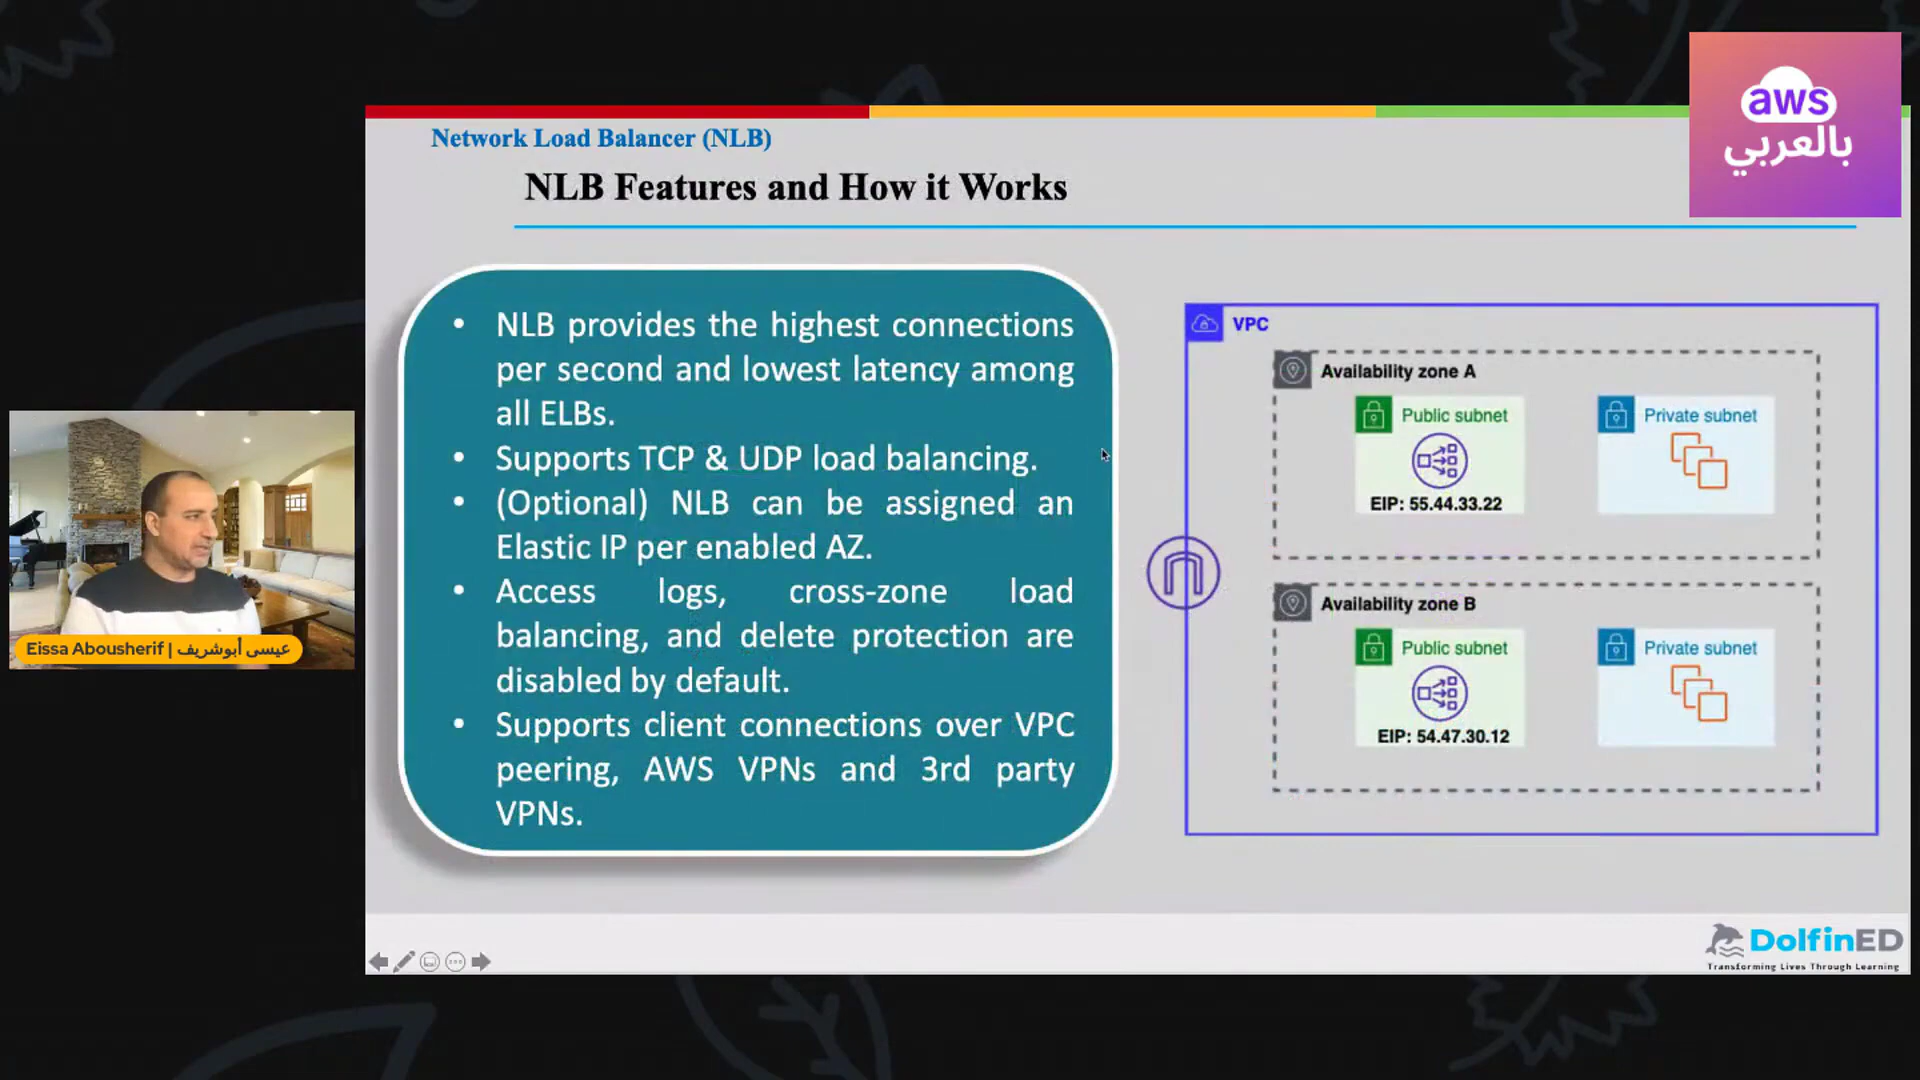 aws
بالعربي
Network Load Balancer (NLB)
NLB Features and How it Works
• NLB provides the highest connections
per second and lowest latency among
all ELBs.
• Supports TCP & UDP load balancing.
• (Optional) NLB can be assigned an
Elastic IP per enabled AZ.
• Access logs, cross-zone load
balancing, and delete protection are
disabled by default.
• Supports client connections over VPC
peering, AWS VPNs and 3rd party
VPNs.
VPC
Availability zone A
Public subnet
EIP: 55.44.33.22
Private subnet
Availability zone B
Public subnet
EIP: 54.47.30.12
Private subnet
Eissa Abousherif | عيسى أبوشريف
DolfinED
Transforming Lives Through Learning